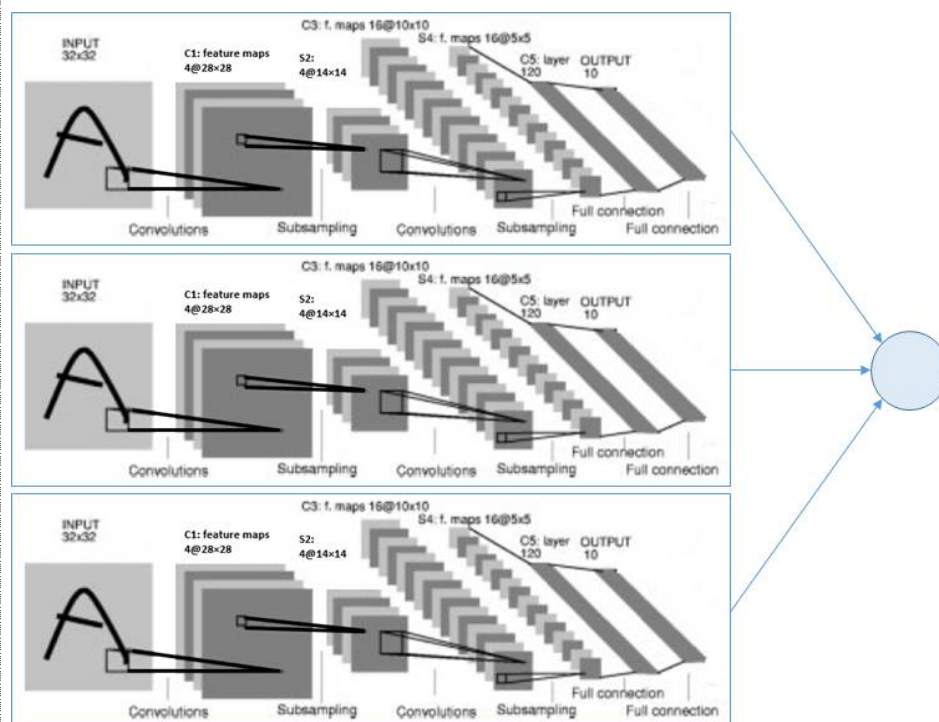 C3: f. maps 16@10x10
INPUT
32x32
C1: feature maps
4@28×28
S2:
4@14×14
S4: f. maps 16@5x5
C5: layer
120
OUTPUT
10
Convolutions
Subsampling
Convolutions
Subsampling
Full connection
Full connection
C3: f. maps 16@10x10
INPUT
32x32
C1: feature maps
4@28×28
S2:
4@14×14
S4: f. maps 16@5x5
C5: layer
120
OUTPUT
10
Convolutions
Subsampling
Convolutions
Subsampling
Full connection
Full connection
C3: f. maps 16@10x10
INPUT
32x32
C1: feature maps
4@28×28
S2:
4@14×14
S4: f. maps 16@5x5
C5: layer
120
OUTPUT
10
Convolutions
Subsampling
Convolutions
Subsampling
Full connection
Full connection